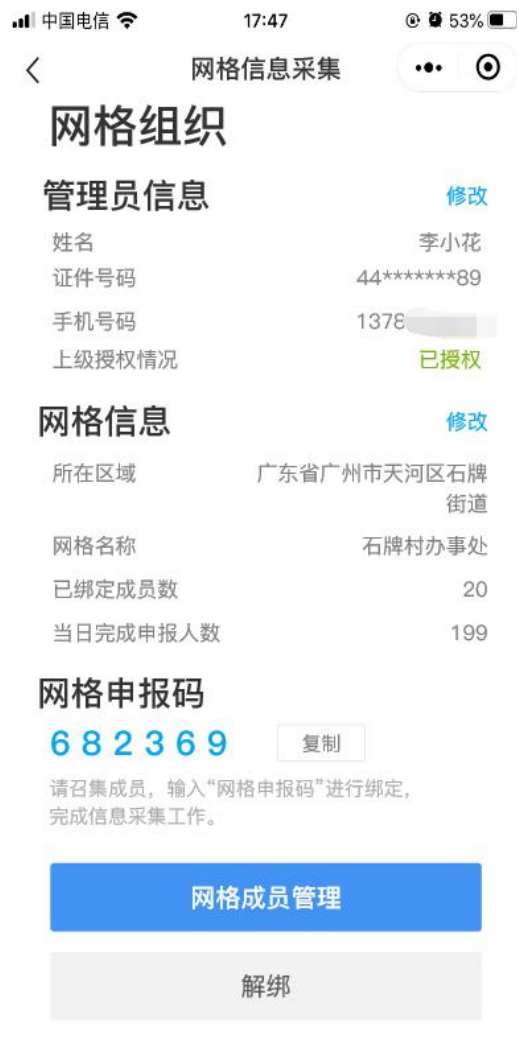 中国电信 17:47 53%
网格信息采集
网格组织
管理员信息 修改
姓名 李小花
证件号码 44*******89
手机号码 1378
上级授权情况 已授权
网格信息 修改
所在区域 广东省广州市天河区石牌
街道
网格名称 石牌村办事处
已绑定成员数 20
当日完成申报人数 199
网格申报码
682369 复制
请召集成员，输入“网格申报码”进行绑定，
完成信息采集工作。
网格成员管理
解绑